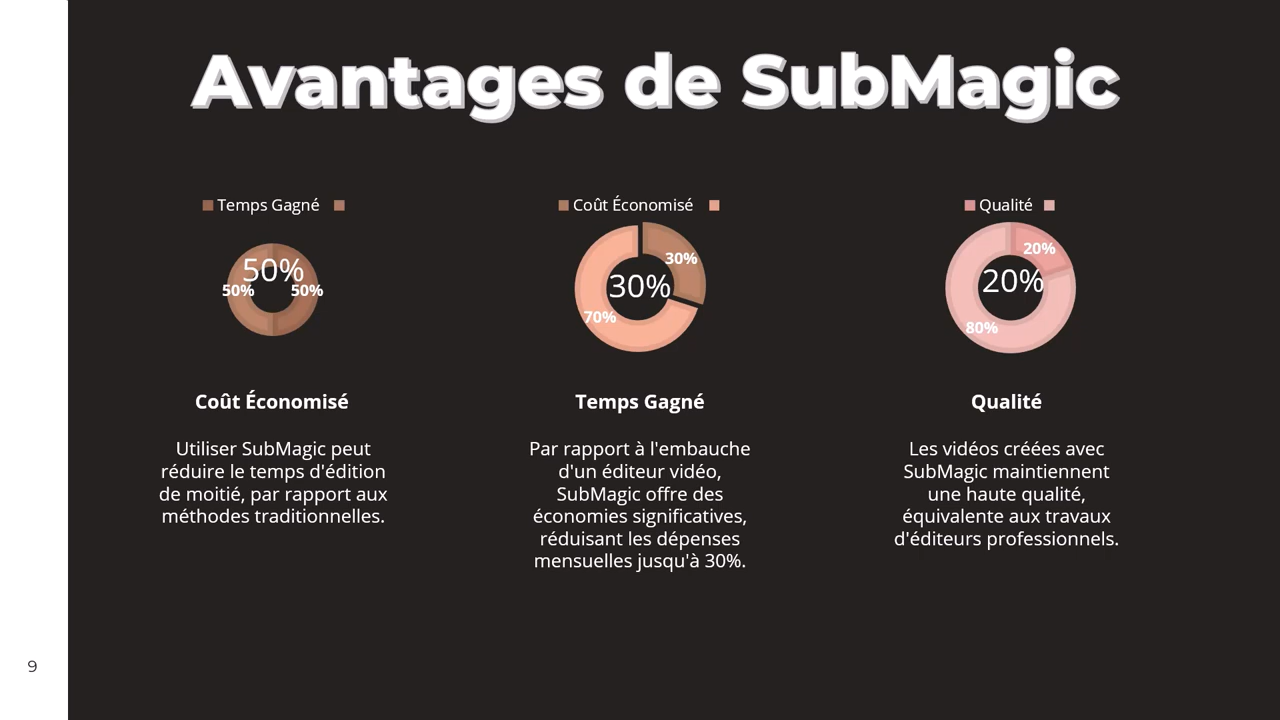 Avantages de SubMagic
Temps Gagné
50%
50%
50%
Coût Économisé
Utiliser SubMagic peut
réduire le temps d'édition
de moitié, par rapport aux
méthodes traditionnelles.
Coût Économisé
30%
30%
70%
Temps Gagné
Par rapport à l'embauche
d'un éditeur vidéo,
SubMagic offre des
économies significatives,
réduisant les dépenses
mensuelles jusqu'à 30%.
Qualité
20%
20%
80%
Qualité
Les vidéos créées avec
SubMagic maintiennent
une haute qualité,
équivalente aux travaux
d'éditeurs professionnels.
9